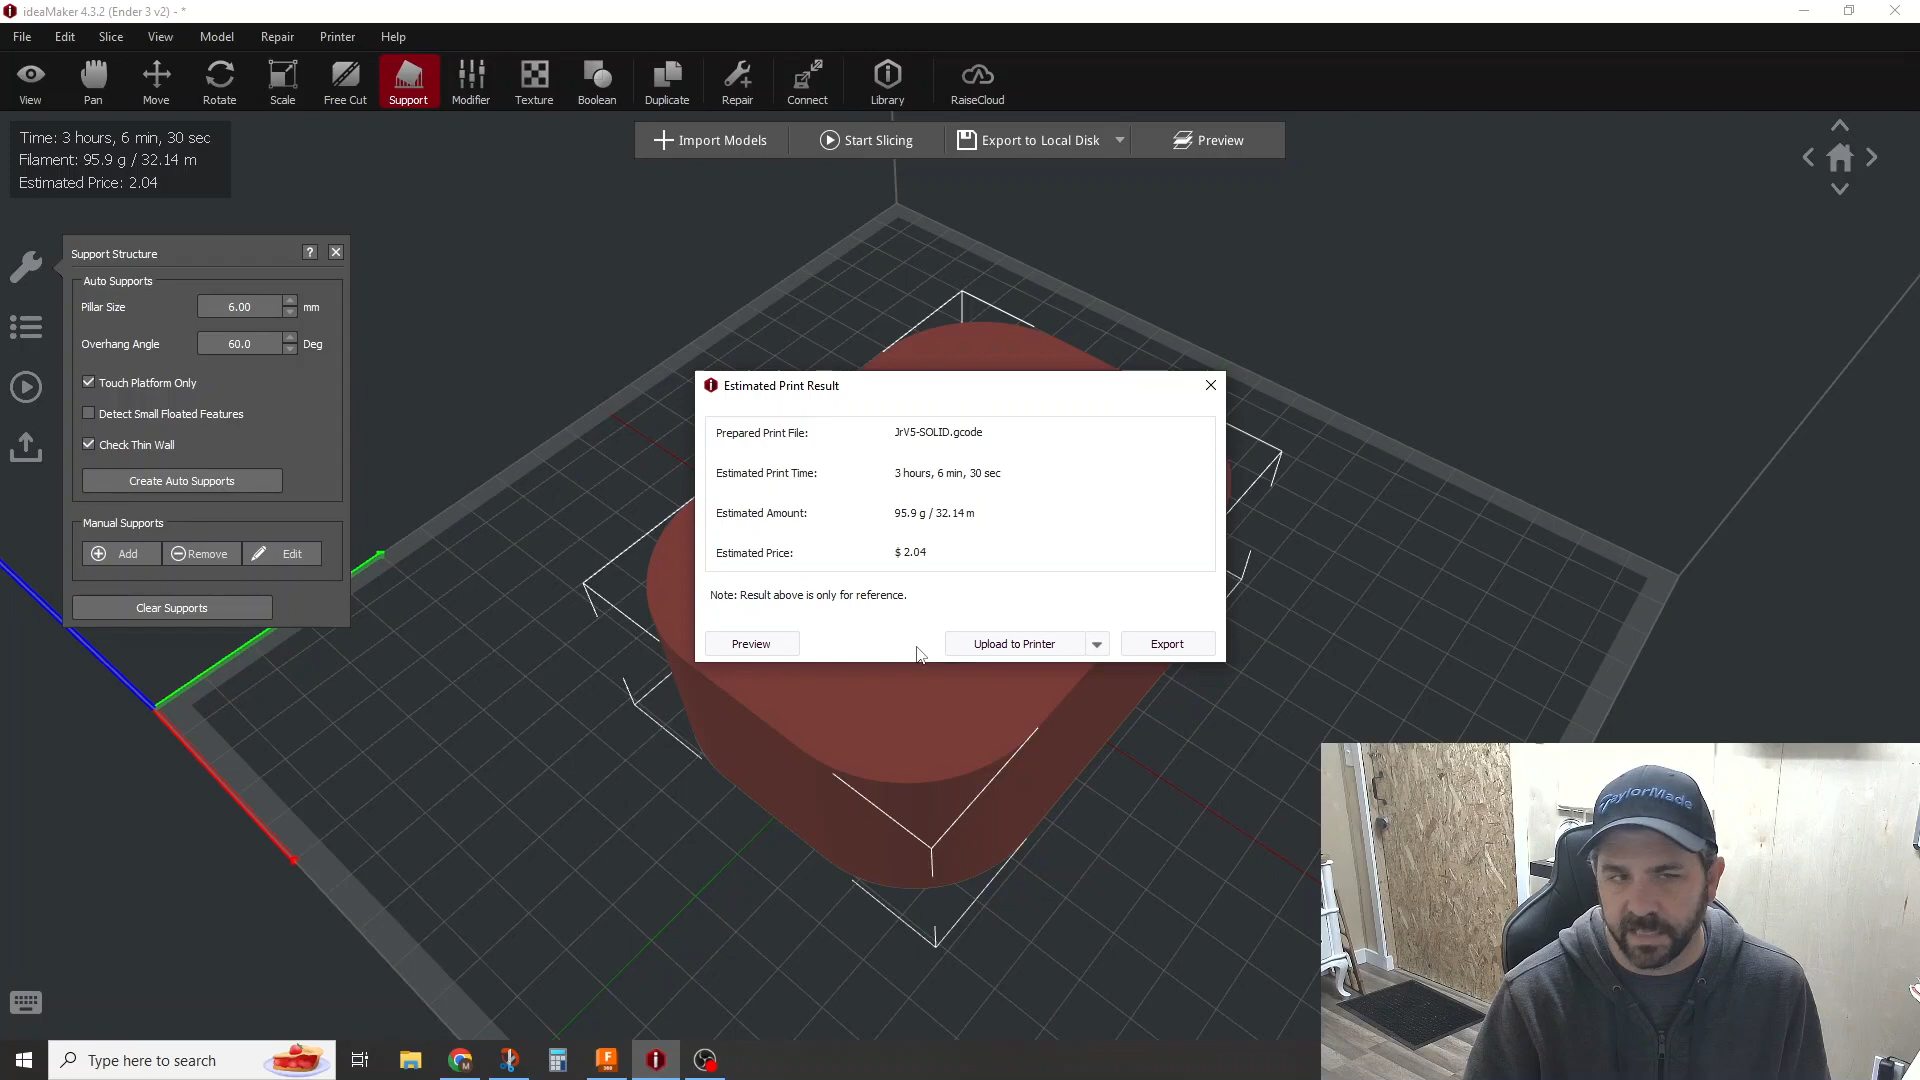 ideaMaker 4.3.2 (Ender 3 v2) - *
File Edit Slice View Model Repair Printer Help
View Pan Move Rotate Scale Free Cut Support Modifier Texture Boolean Duplicate Repair Connect Library RaiseCloud
Time: 3 hours, 6 min, 30 sec
Filament: 95.9 g / 32.14 m
Estimated Price: 2.04
Import Models Start Slicing Export to Local Disk Preview
Support Structure ?
Auto Supports
Pillar Size 6.00 mm
Overhang Angle 60.0 Deg
Touch Platform Only
Detect Small Floated Features
Check Thin Wall
Create Auto Supports
Manual Supports
Add Remove Edit
Clear Supports
Estimated Print Result
Prepared Print File: JrV5-SOLID.gcode
Estimated Print Time: 3 hours, 6 min, 30 sec
Estimated Amount: 95.9 g / 32.14 m
Estimated Price: $ 2.04
Note: Result above is only for reference.
Preview Upload to Printer Export
TaylorMade
Type here to search